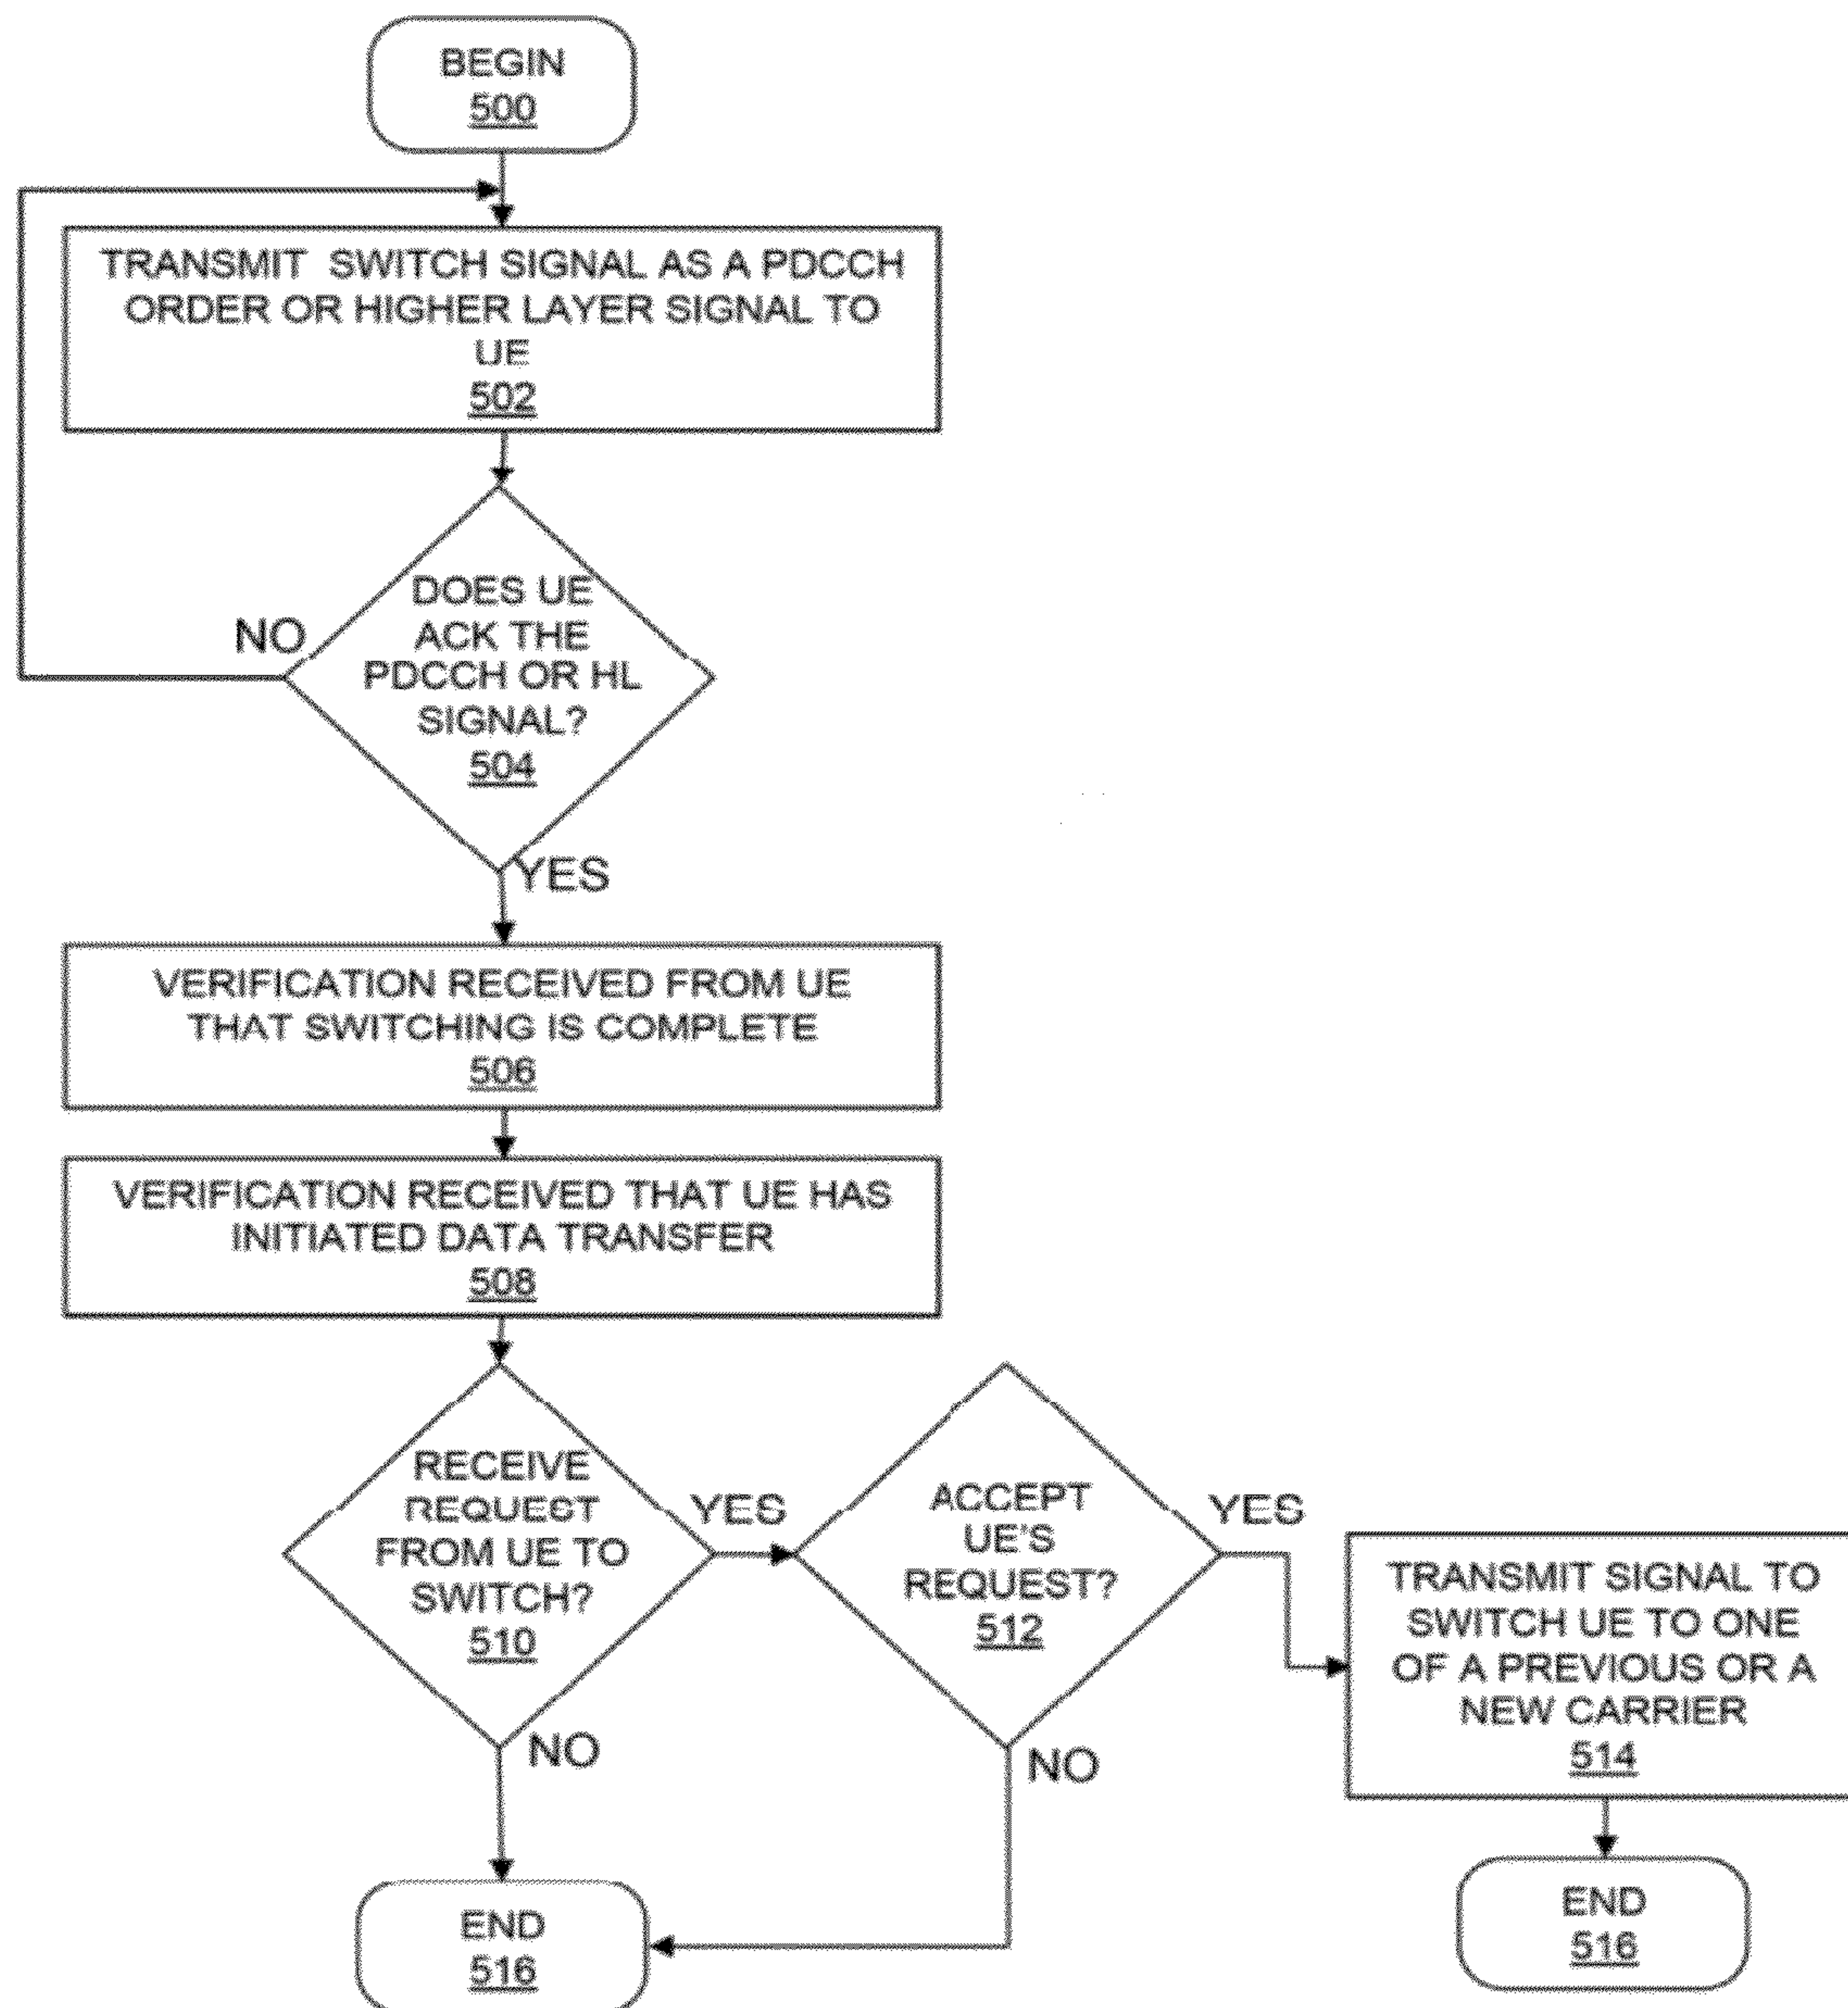 BEGIN
500
TRANSMIT SWITCH SIGNAL AS A PDCCH
ORDER OR HIGHER LAYER SIGNAL TO
UE
502
DOES UE
ACK THE
PDCCH OR HL
SIGNAL?
504
NO
YES
VERIFICATION RECEIVED FROM UE
THAT SWITCHING IS COMPLETE
506
VERIFICATION RECEIVED THAT UE HAS
INITIATED DATA TRANSFER
508
RECEIVE
REQUEST
FROM UE TO
SWITCH?
510
YES
NO
ACCEPT
UE'S
REQUEST?
512
YES
NO
TRANSMIT SIGNAL TO
SWITCH UE TO ONE
OF A PREVIOUS OR A
NEW CARRIER
514
END
516
END
516